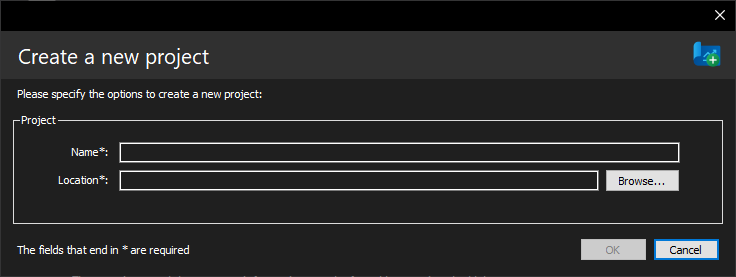 Create a new project
Please specify the options to create a new project:
Project
Name*:
Location*:
Browse...
The fields that end in * are required
OK
Cancel